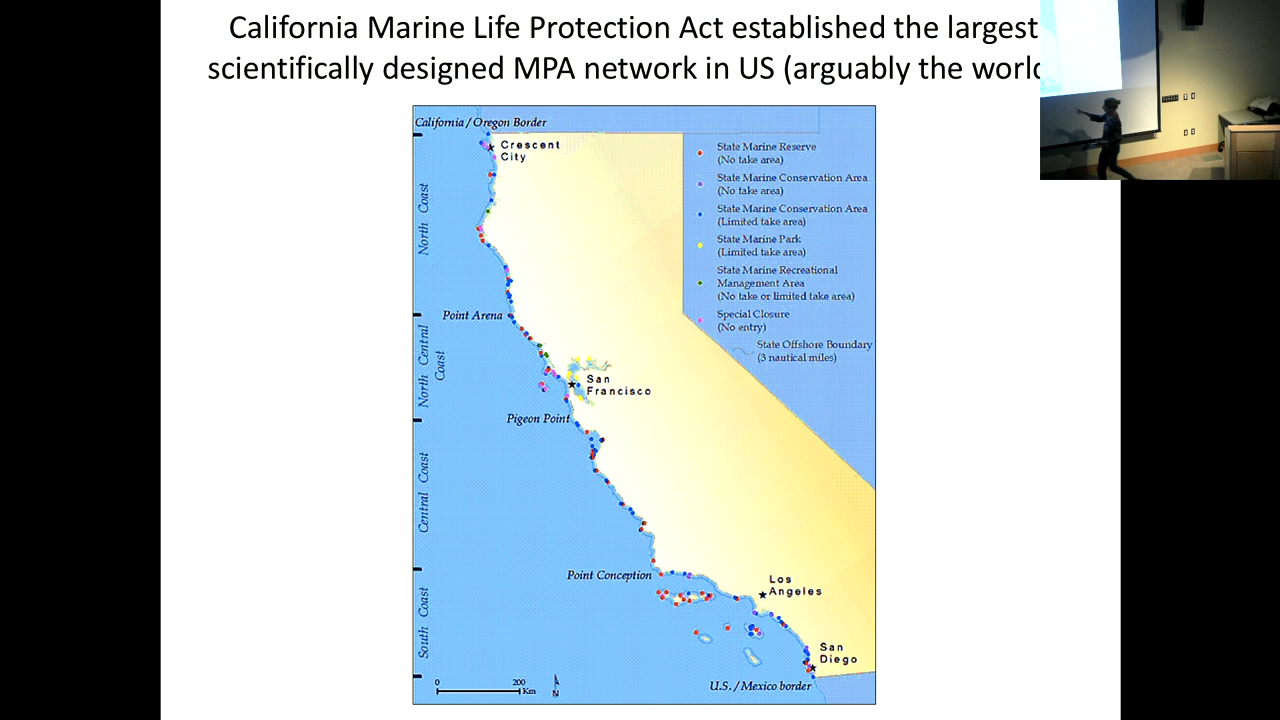 California Marine Life Protection Act established the largest
scientifically designed MPA network in US (arguably the
California/Oregon Border
Crescent
City
State Marine Reserve
(No take area)
State Marine Conservation Area
(No take area)
State Marine Conservation Area
(Limited take area)
State Marine Park
(Limited take area)
State Marine Recreational
Management Area
(No take or limited take area)
Special Closure
(No entry)
State Offshore Boundary
(3 nautical miles)
North Coast
Point Arena
North Central
Coast
San
Francisco
Pigeon Point
Central Coast
Point Conception
Los
Angeles
South Coast
San
Diego
U.S./Mexico border
0 200
Km
N